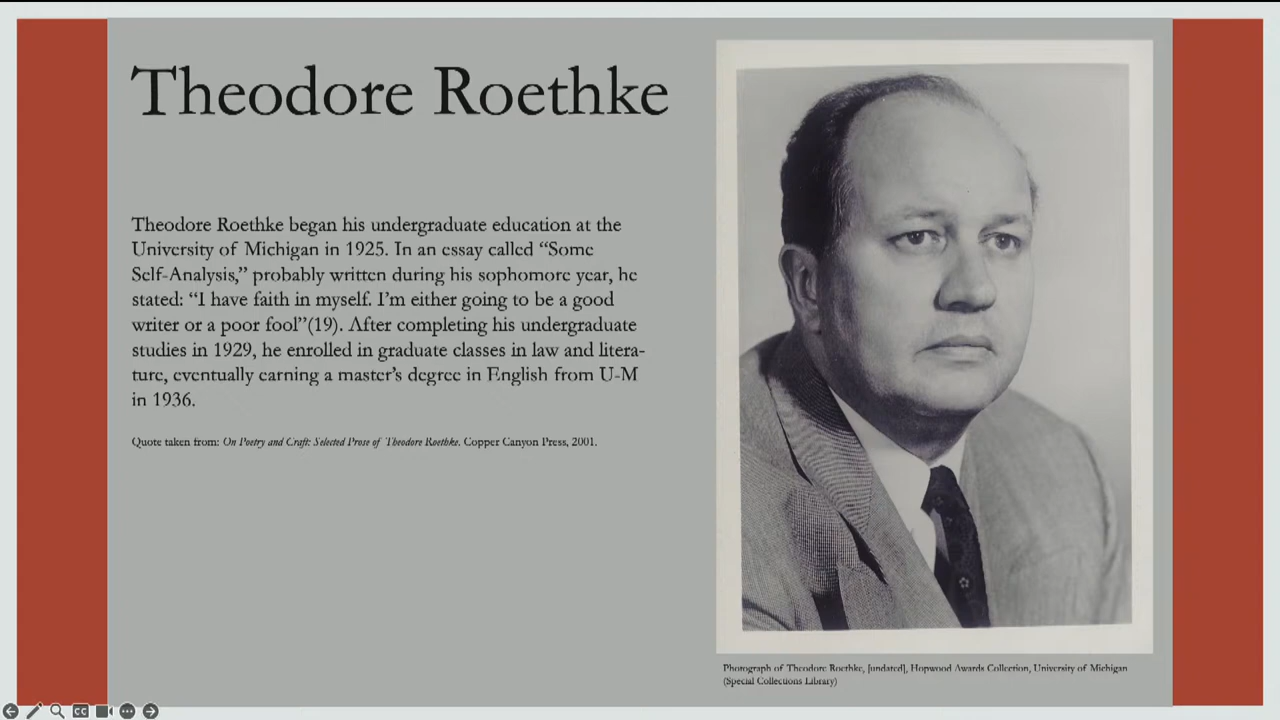 Theodore Roethke
Theodore Roethke began his undergraduate education at the
University of Michigan in 1925. In an essay called “Some
Self-Analysis,” probably written during his sophomore year, he
stated: “I have faith in myself. I’m either going to be a good
writer or a poor fool”(19). After completing his undergraduate
studies in 1929, he enrolled in graduate classes in law and litera-
ture, eventually earning a master’s degree in English from U-M
in 1936.
Quote taken from: On Poetry and Craft: Selected Prose of Theodore Roethke. Copper Canyon Press, 2001.
Photograph of Theodore Roethke, [undated], Hopwood Awards Collection, University of Michigan
(Special Collections Library)
CC